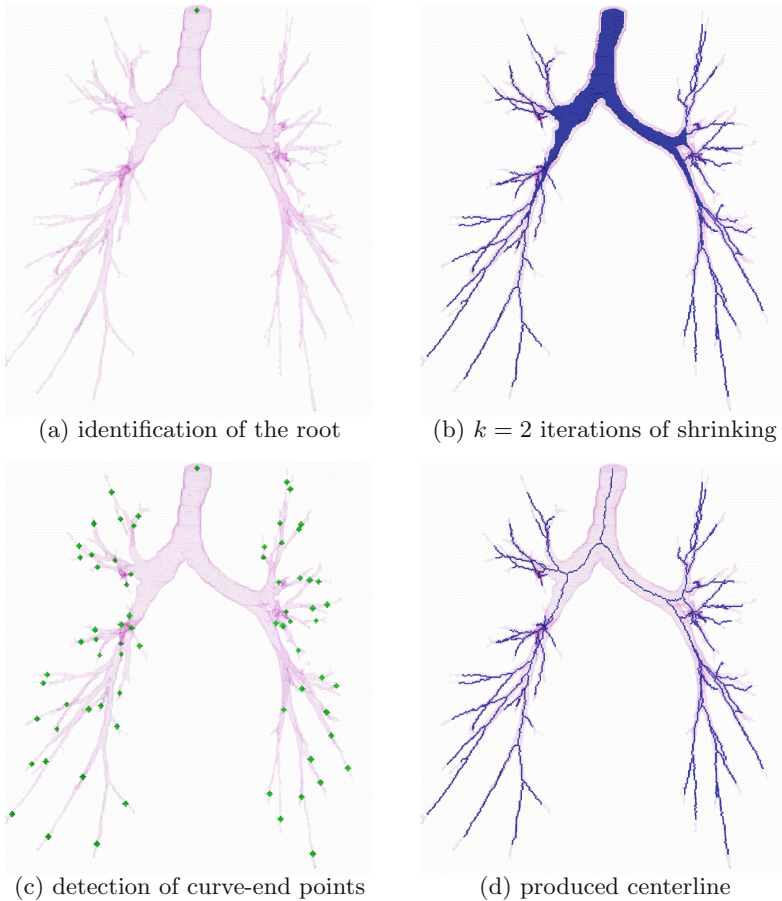 (a) identification of the root
(b) k = 2 iterations of shrinking
(c) detection of curve-end points
(d) produced centerline